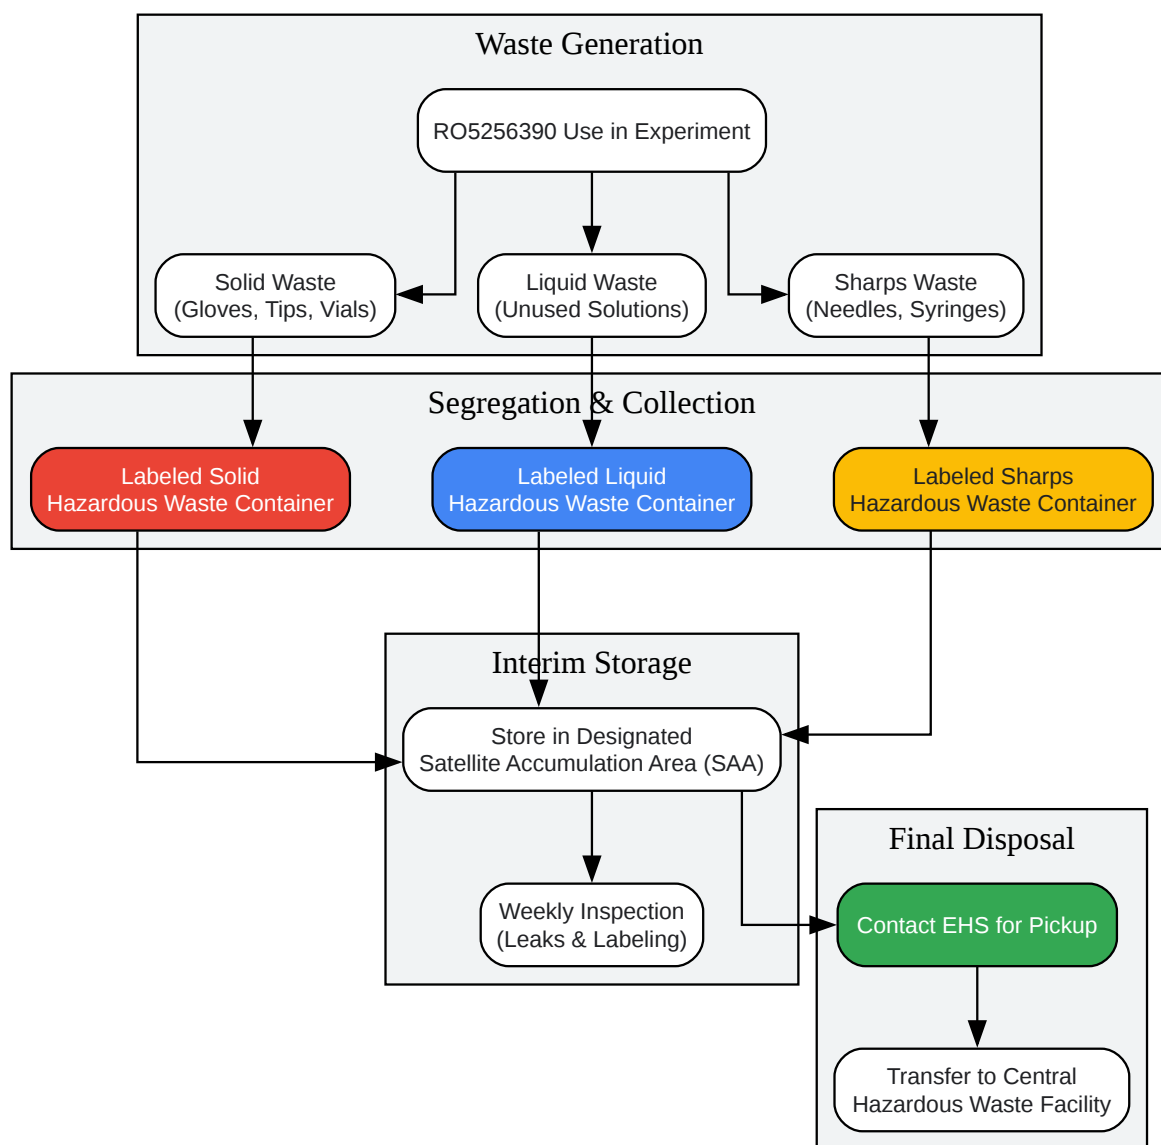 Waste Generation
RO5256390 Use in Experiment
Solid Waste
(Gloves, Tips, Vials)
Liquid Waste
(Unused Solutions)
Sharps Waste
(Needles, Syringes)
Segregation & Collection
Labeled Solid
Hazardous Waste Container
Labeled Liquid
Hazardous Waste Container
Labeled Sharps
Hazardous Waste Container
Interim Storage
Store in Designated
Satellite Accumulation Area (SAA)
Weekly Inspection
(Leaks & Labeling)
Final Disposal
Contact EHS for Pickup
Transfer to Central
Hazardous Waste Facility